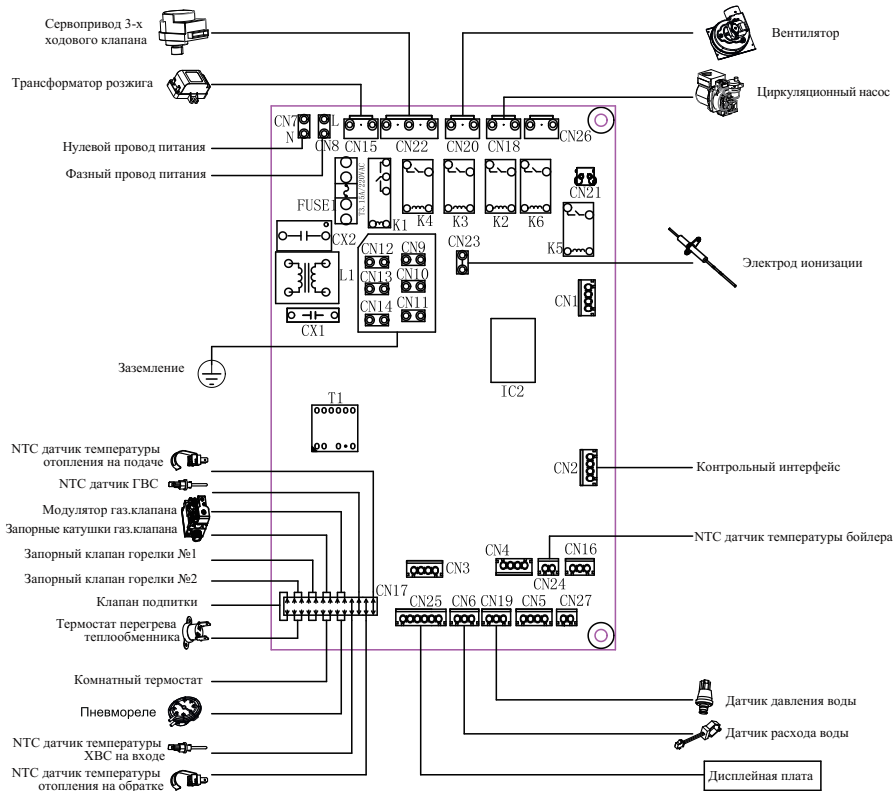 Сервопривод 3-х
ходового клапана
Вентилятор
Трансформатор розжига
Циркуляционный насос
CN7
L
N
CN8
CN15
CN22
CN20
CN18
CN26
Нулевой провод питания
Фазный провод питания
FUSE1
T3.15A/220VAC
K1
K4
K3
K2
K6
CN21
K5
CX2
CN12
CN9
CN23
Электрод ионизации
L1
CN13
CN10
CN14
CN11
CN1
CX1
Заземление
IC2
T1
NTC датчик температуры
отопления на подаче
CN2
Контрольный интерфейс
NTC датчик ГВС
Модулятор газ.клапана
Запорные катушки газ.клапана
NTC датчик температуры бойлера
Запорный клапан горелки №1
CN3
CN4
CN24
CN16
Запорный клапан горелки №2
CN17
Клапан подпитки
CN25
CN6
CN19
CN5
CN27
Термостат перегрева
теплообменника
Комнатный термостат
Датчик давления воды
Пневмореле
Датчик расхода воды
NTC датчик температуры
ХВС на входе
NTC датчик температуры
отопления на обратке
Дисплейная плата